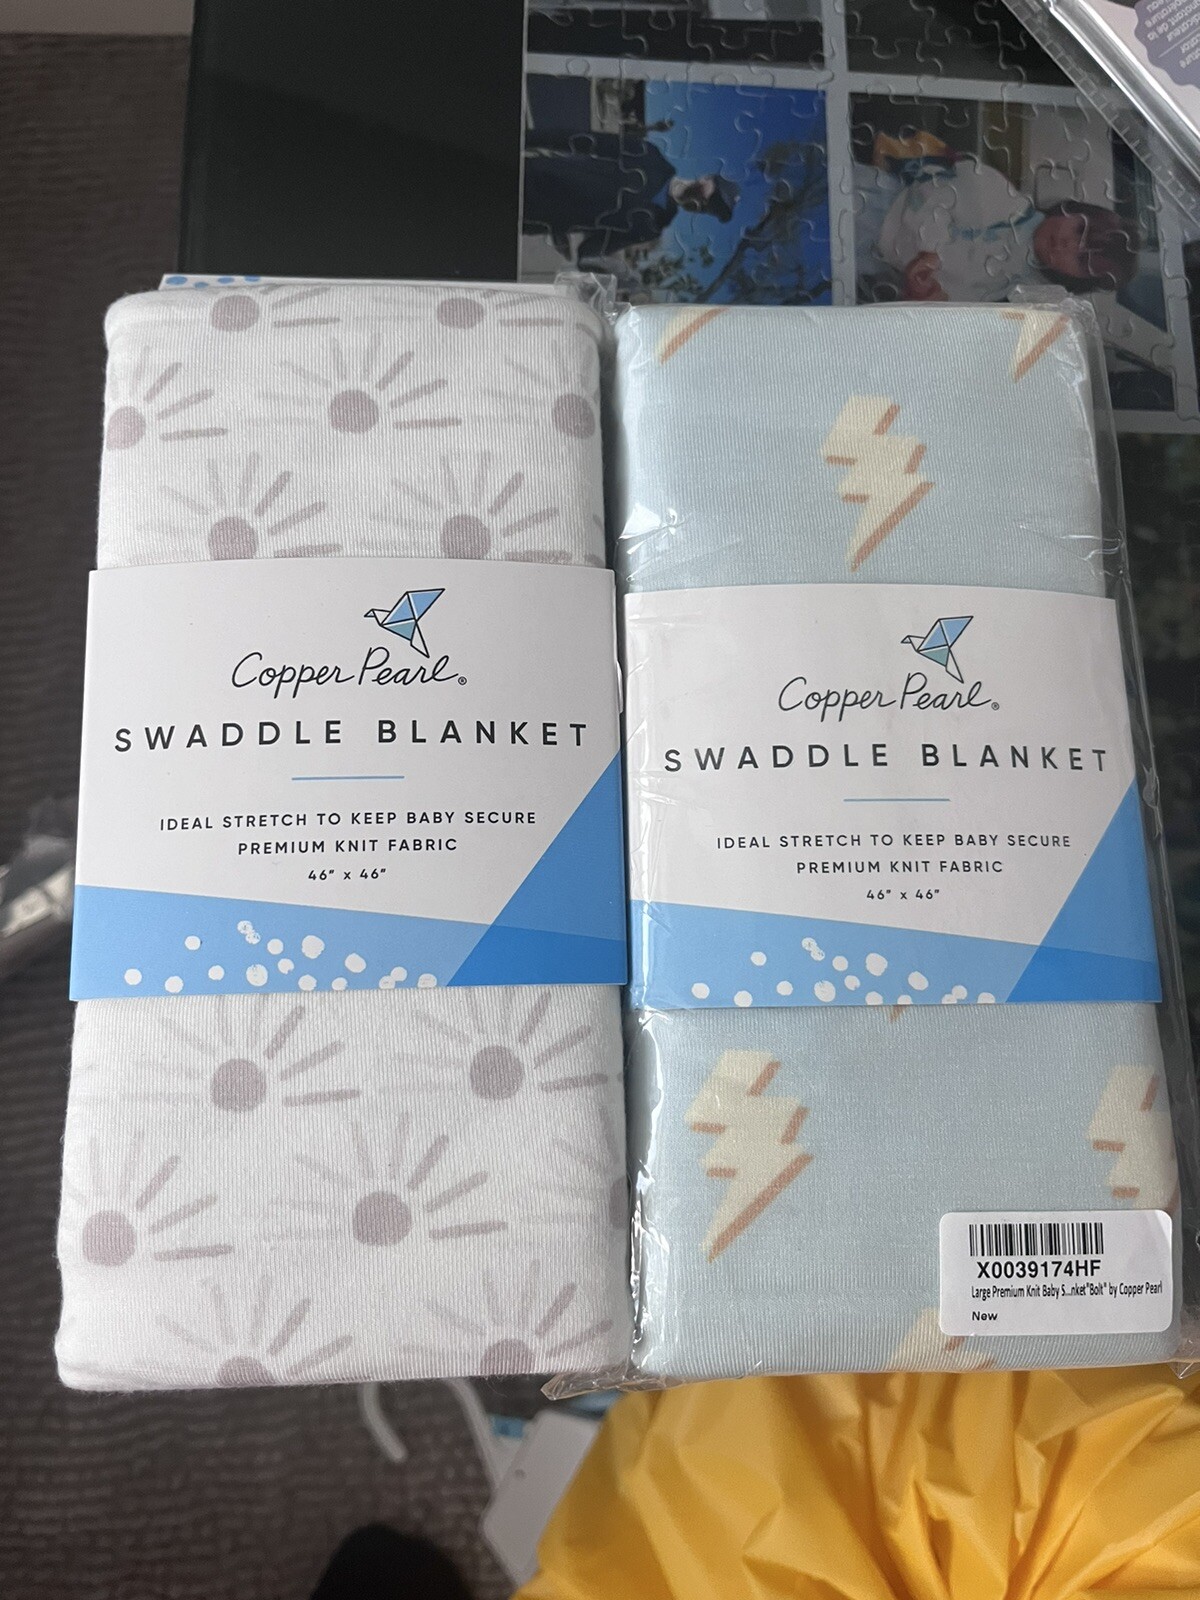 Copper Pearl®
SWADDLE BLANKET
IDEAL STRETCH TO KEEP BABY SECURE
PREMIUM KNIT FABRIC
46" x 46"
Copper Pearl®
SWADDLE BLANKET
IDEAL STRETCH TO KEEP BABY SECURE
PREMIUM KNIT FABRIC
46" x 46"
X0039174HF
Large Premium Knit Baby S...nket"Bolt" by Copper Pearl
New